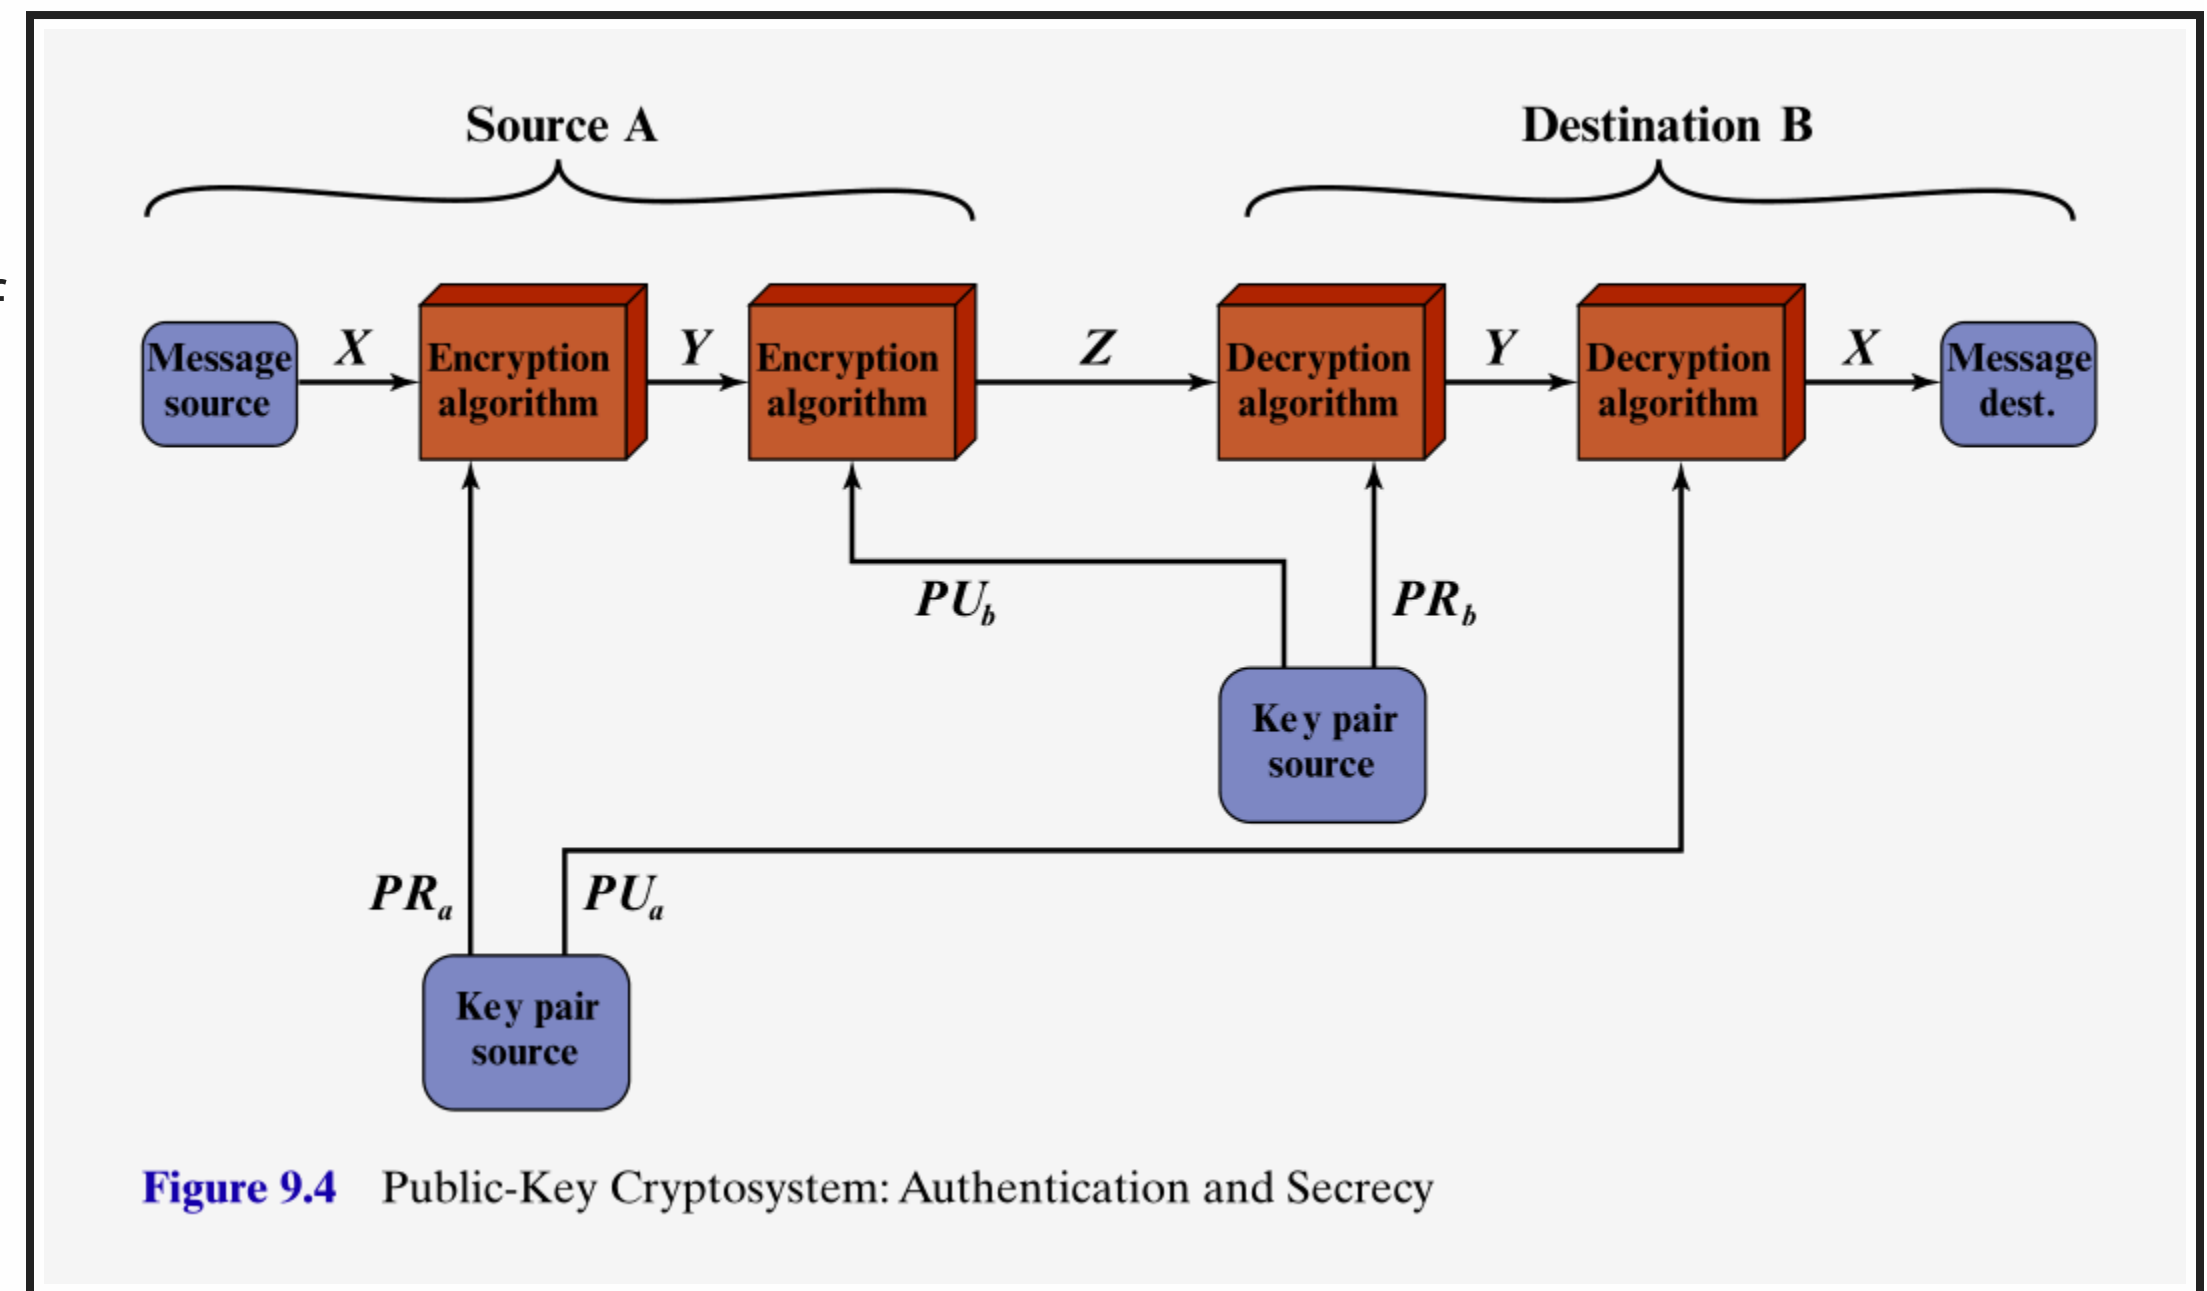 Source A
Destination B
Message
source
X
Encryption
algorithm
Y
Encryption
algorithm
Z
Decryption
algorithm
Y
Decryption
algorithm
X
Message
dest.
PUb
PRb
Key pair
source
PRa
PUa
Key pair
source
Figure 9.4 Public-Key Cryptosystem: Authentication and Secrecy